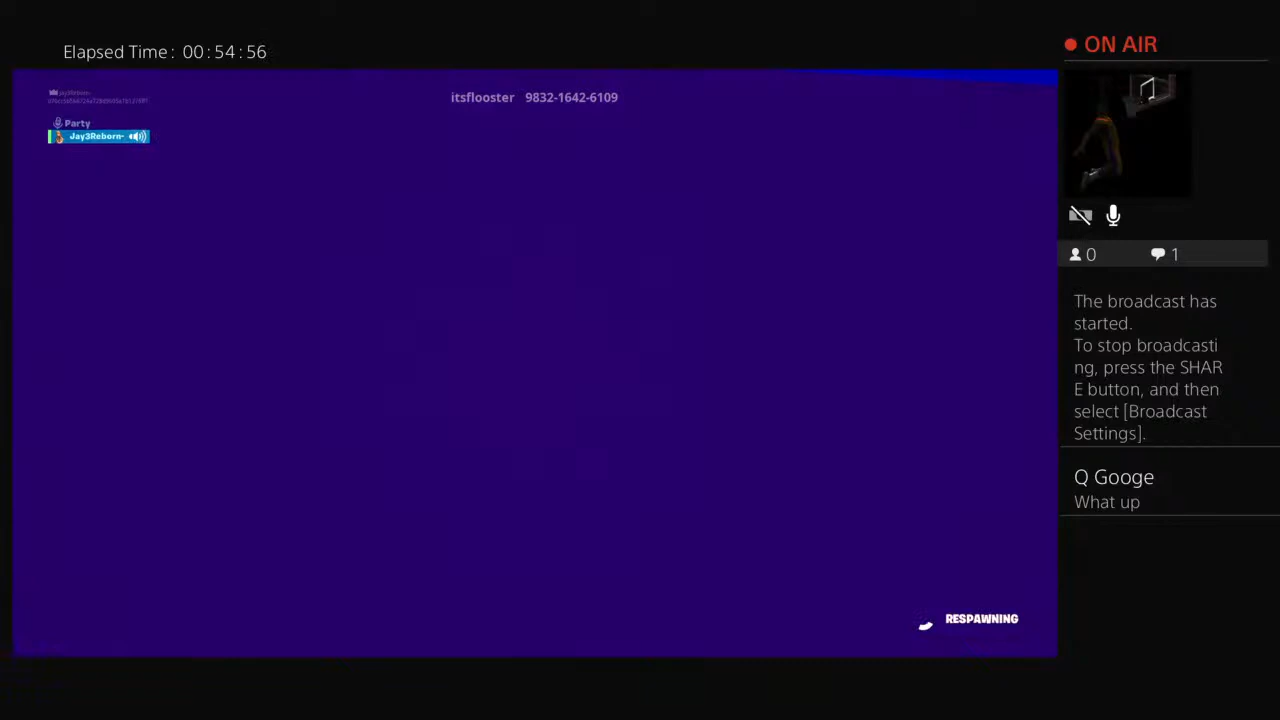 Elapsed Time: 00:54:56
ON AIR
itsflooster 9832-1642-6109
Party
Jay3Reborn-
0
1
The broadcast has
started.
To stop broadcasti
ng, press the SHAR
E button, and then
select [Broadcast
Settings].
Q Googe
What up
RESPAWNING